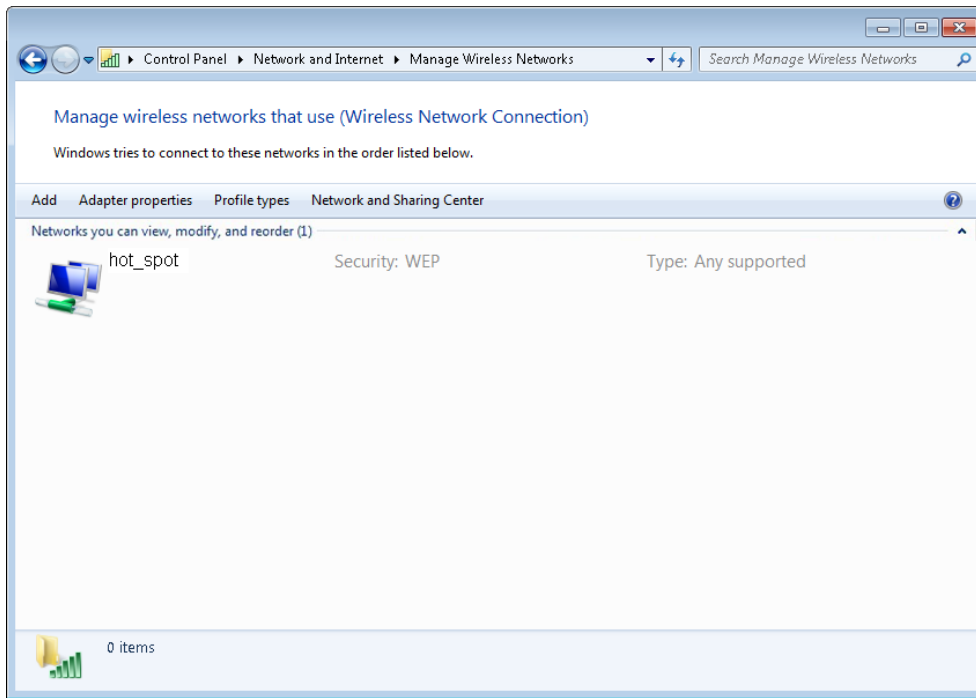 Control Panel Network and Internet Manage Wireless Networks Search Manage Wireless Networks
Manage wireless networks that use (Wireless Network Connection)
Windows tries to connect to these networks in the order listed below.
Add Adapter properties Profile types Network and Sharing Center
Networks you can view, modify, and reorder (1)
hot_spot Security: WEP Type: Any supported
0 items